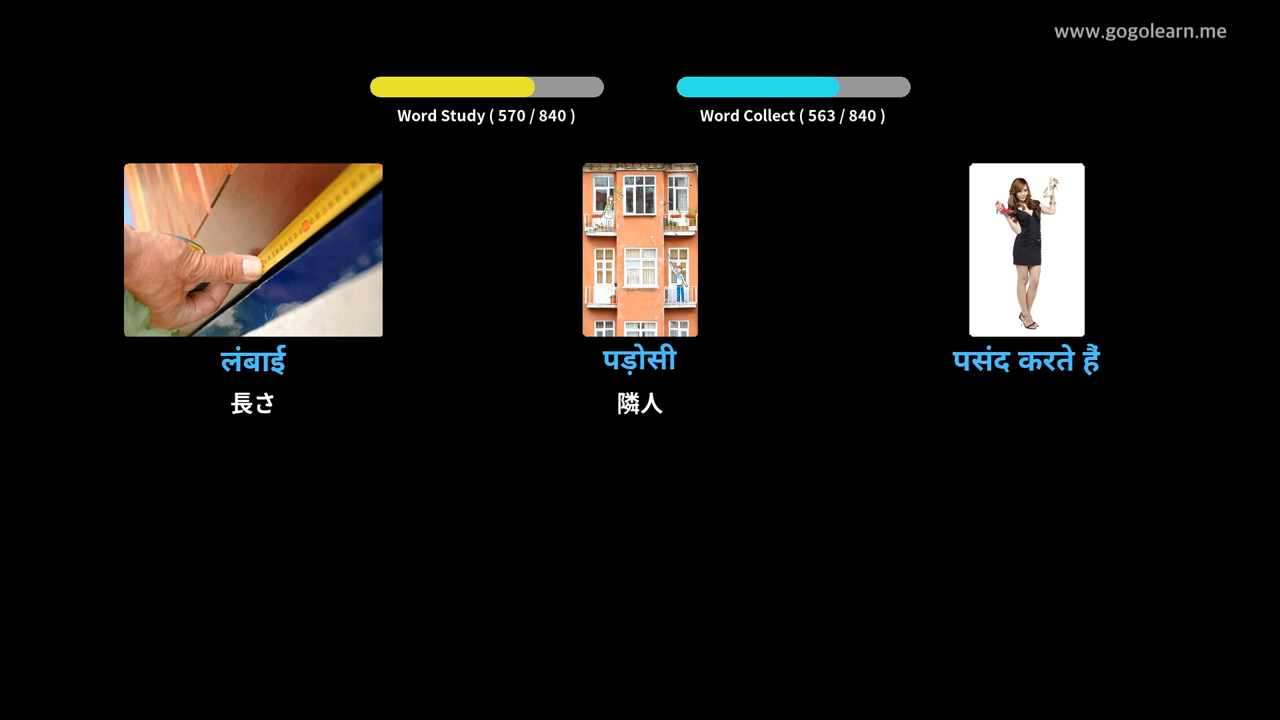 www.gogolearn.me
Word Study ( 570 / 840 )
Word Collect ( 563 / 840 )
लंबाई
पड़ोसी
पसंद करते हैं
長さ
隣人